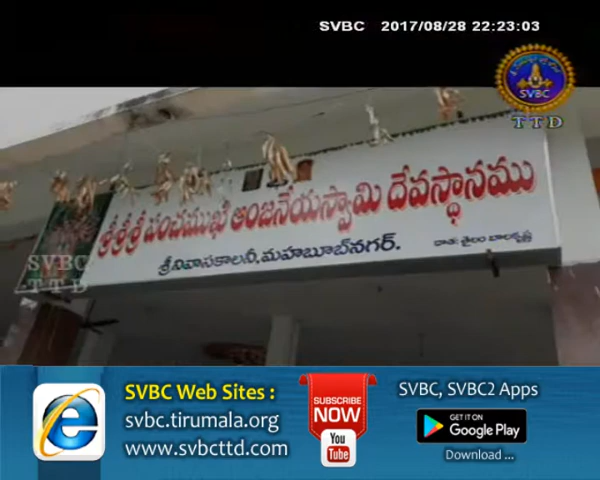 SVBC 2017/08/28 22:23:03
SVBC
T T D
శ్రీశ్రీశ్రీ పంచముఖ ఆంజనేయస్వామి దేవస్థానము
శ్రీనివాసకాలనీ, మహబూబ్‌నగర్.
దాత: తైలం బాలకృష్ణ
SVBC
T T D
SVBC Web Sites :
svbc.tirumala.org
www.svbcttd.com
SUBSCRIBE
NOW
You
Tube
SVBC, SVBC2 Apps
GET IT ON
Google Play
Download ...